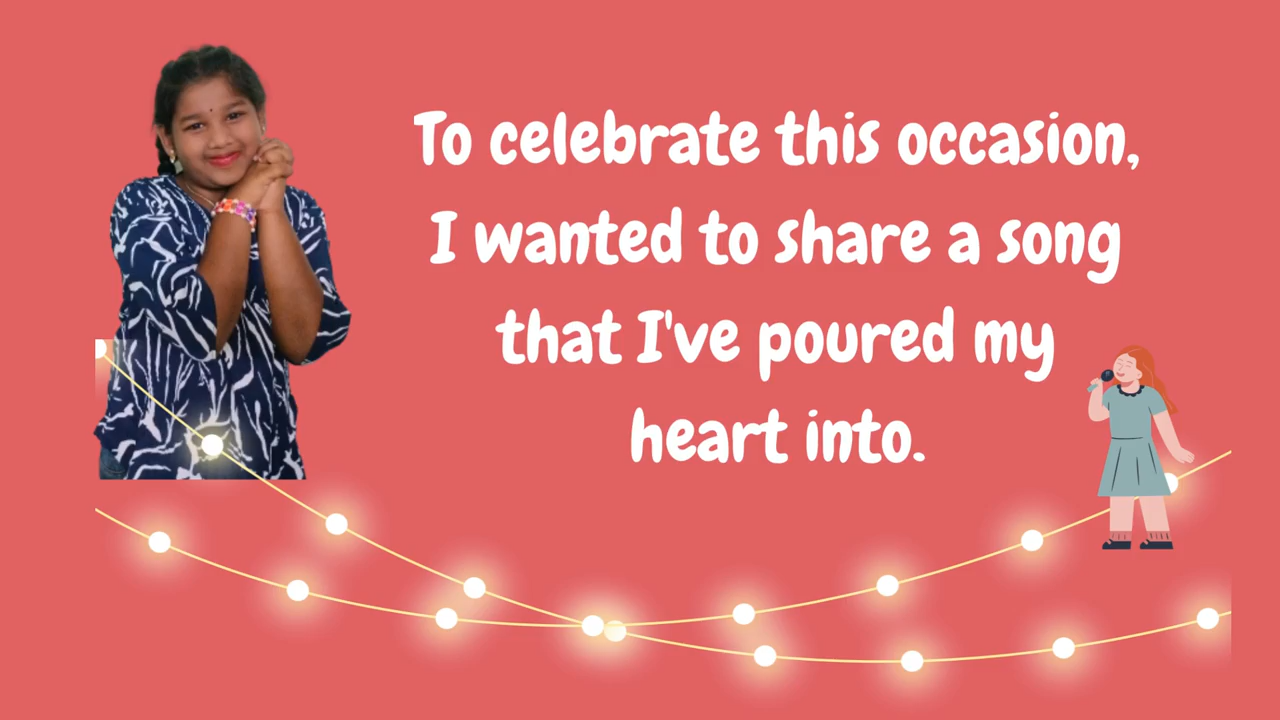 To celebrate this occasion,
I wanted to share a song
that I've poured my
heart into.